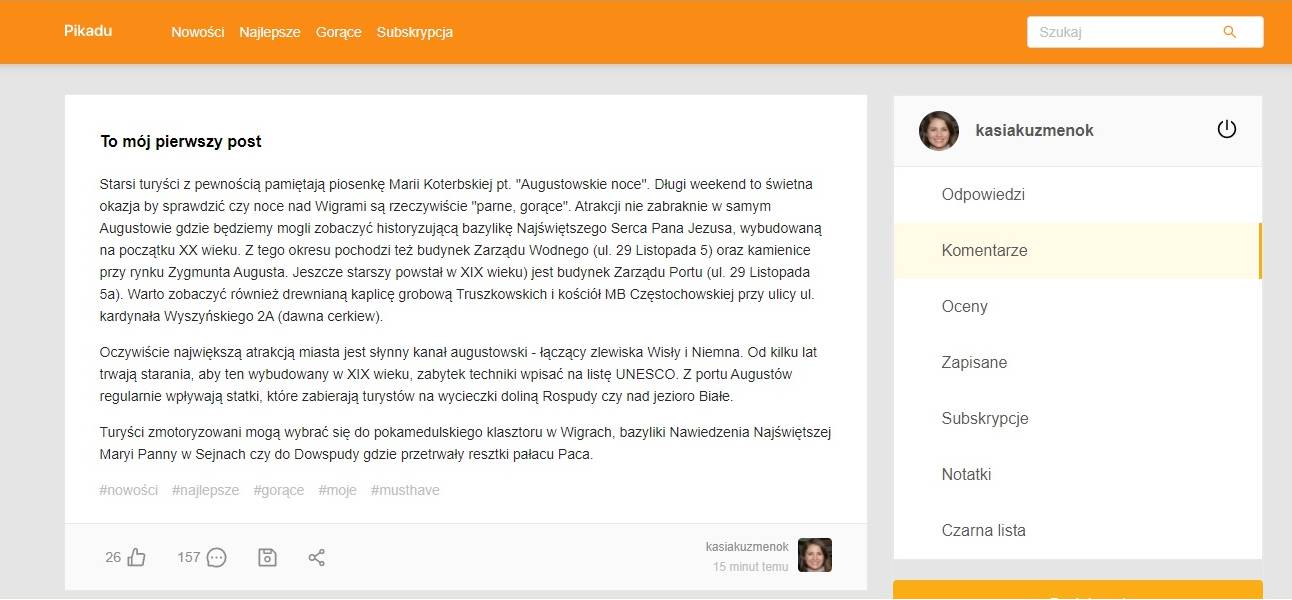 Pikadu
Nowości Najlepsze Gorące Subskrypcja
Szukaj
To mój pierwszy post
Starsi turyści z pewnością pamiętają piosenkę Marii Koterbskiej pt. "Augustowskie noce". Długi weekend to świetna
okazja by sprawdzić czy noce nad Wigrami są rzeczywiście "parne, gorące". Atrakcji nie zabraknie w samym
Augustowie gdzie będziemy mogli zobaczyć historyzującą bazylikę Najświętszego Serca Pana Jezusa, wybudowaną
na początku XX wieku. Z tego okresu pochodzi też budynek Zarządu Wodnego (ul. 29 Listopada 5) oraz kamienice
przy rynku Zygmunta Augusta. Jeszcze starszy powstał w XIX wieku) jest budynek Zarządu Portu (ul. 29 Listopada
5a). Warto zobaczyć również drewnianą kaplicę grobową Truszkowskich i kościół MB Częstochowskiej przy ulicy ul.
kardynała Wyszyńskiego 2A (dawna cerkiew).
Oczywiście największą atrakcją miasta jest słynny kanał augustowski - łączący zlewiska Wisły i Niemna. Od kilku lat
trwają starania, aby ten wybudowany w XIX wieku, zabytek techniki wpisać na listę UNESCO. Z portu Augustów
regularnie wpływają statki, które zabierają turystów na wycieczki doliną Rospudy czy nad jezioro Białe.
Turyści zmotoryzowani mogą wybrać się do pokamedulskiego klasztoru w Wigrach, bazyliki Nawiedzenia Najświętszej
Maryi Panny w Sejnach czy do Dowspudy gdzie przetrwały resztki pałacu Paca.
#nowości #najlepsze #gorące #moje #musthave
26 157
kasiakuzmenok
15 minut temu
kasiakuzmenok
Odpowiedzi
Komentarze
Oceny
Zapisane
Subskrypcje
Notatki
Czarna lista